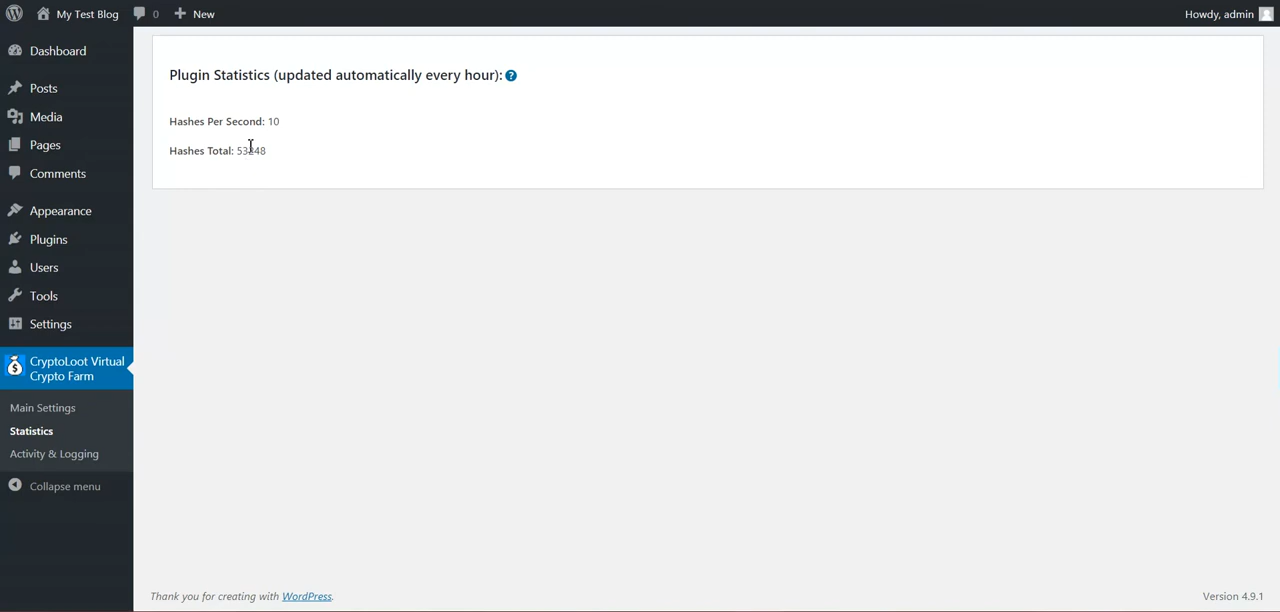 My Test Blog 0 New Howdy, admin
Dashboard
Posts
Media
Pages
Comments
Appearance
Plugins
Users
Tools
Settings
CryptoLoot Virtual
Crypto Farm
Main Settings
Statistics
Activity & Logging
Collapse menu
Plugin Statistics (updated automatically every hour): ?
Hashes Per Second: 10
Hashes Total:
Thank you for creating with WordPress.
Version 4.9.1